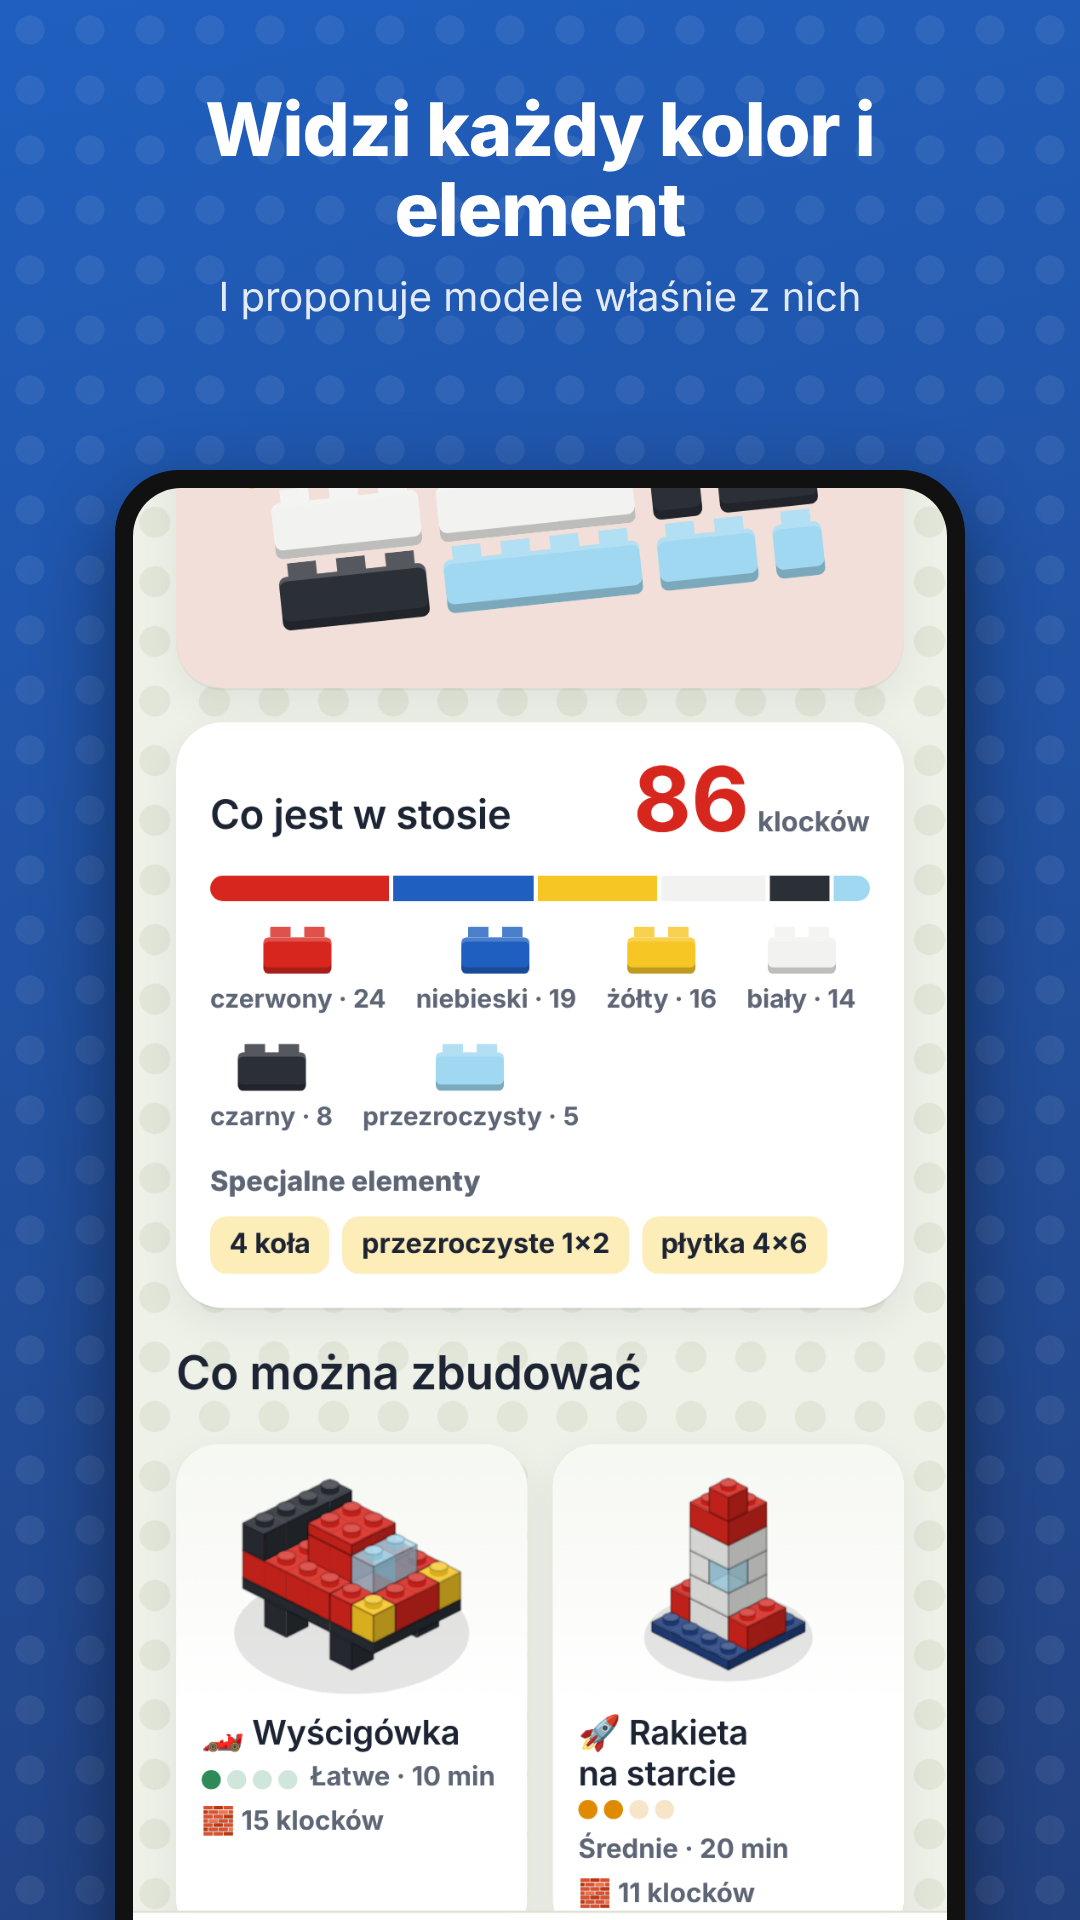 Widzi każdy kolor i
element
I proponuje modele właśnie z nich
Co jest w stosie
86 klocków
czerwony · 24
niebieski · 19
żółty · 16
biały · 14
czarny · 8
przezroczysty · 5
Specjalne elementy
4 koła
przezroczyste 1×2
płytka 4×6
Co można zbudować
Wyścigówka
Łatwe · 10 min
15 klocków
Rakieta
na starcie
Średnie · 20 min
11 klocków